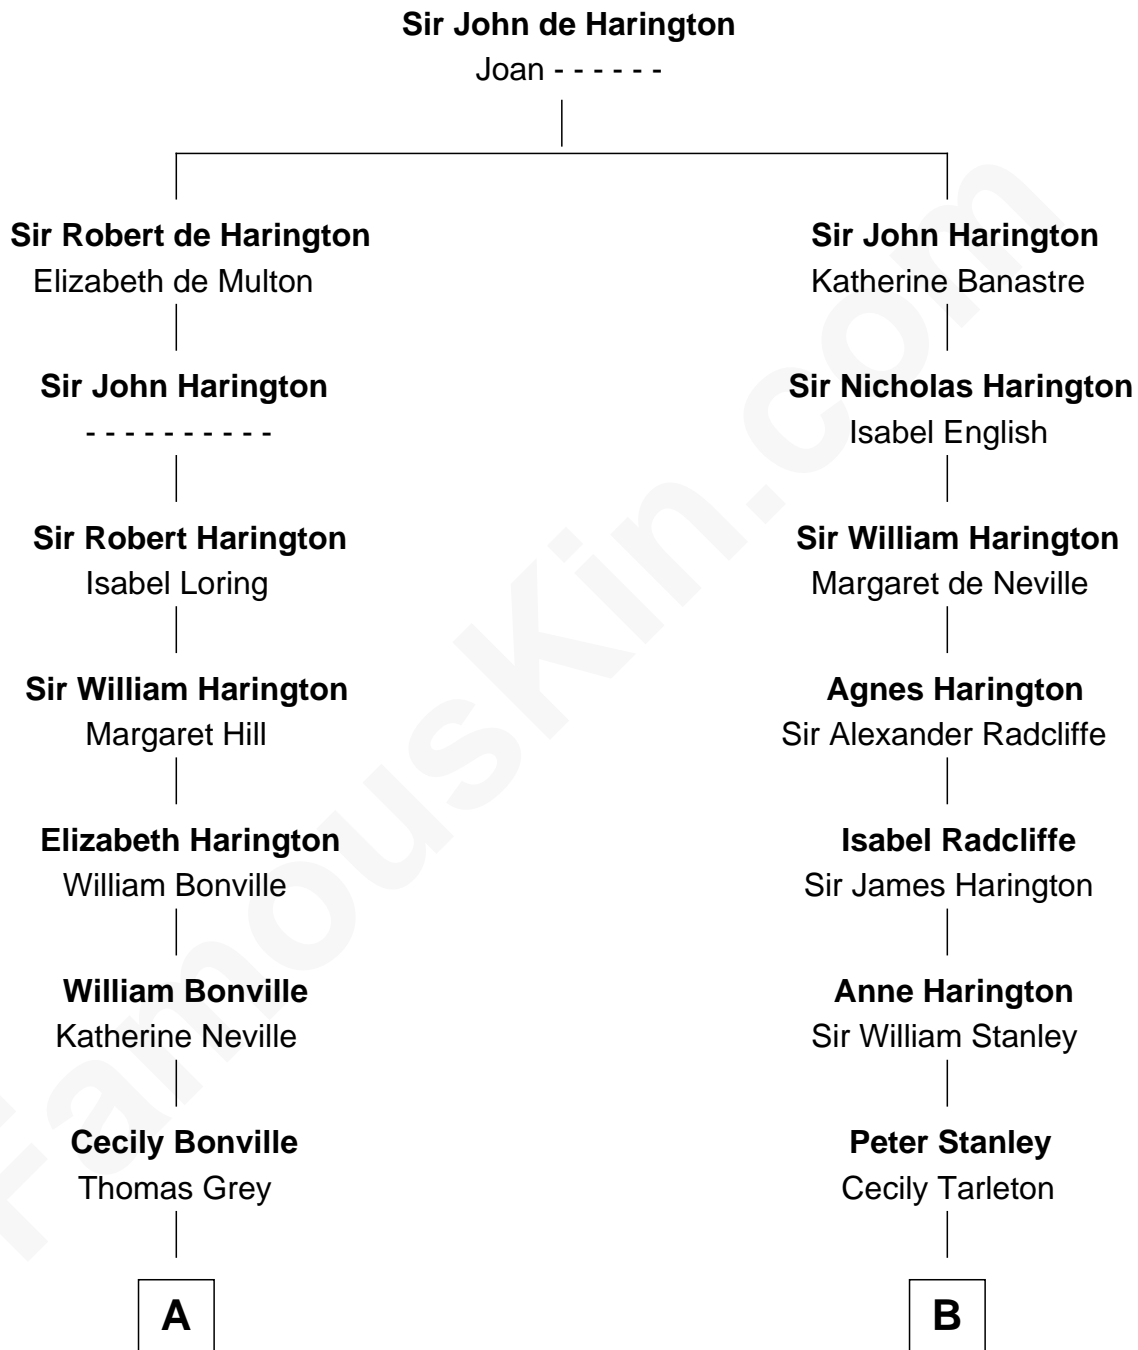 Sir John de Harington
Joan - - - - - -
Sir Robert de Harington
Elizabeth de Multon
Sir John Harington
Katherine Banastre
Sir John Harington
- - - - - - - - - -
Sir Nicholas Harington
Isabel English
Sir Robert Harington
Isabel Loring
Sir William Harington
Margaret de Neville
Sir William Harington
Margaret Hill
Agnes Harington
Sir Alexander Radcliffe
Elizabeth Harington
William Bonville
Isabel Radcliffe
Sir James Harington
William Bonville
Katherine Neville
Anne Harington
Sir William Stanley
Cecily Bonville
Thomas Grey
Peter Stanley
Cecily Tarleton
A
B
FamousKin.com